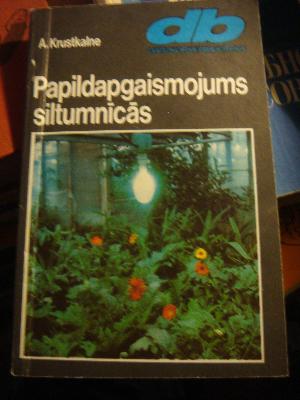 A. Krustkalne
db
Papildapgaismojums
siltumnīcās